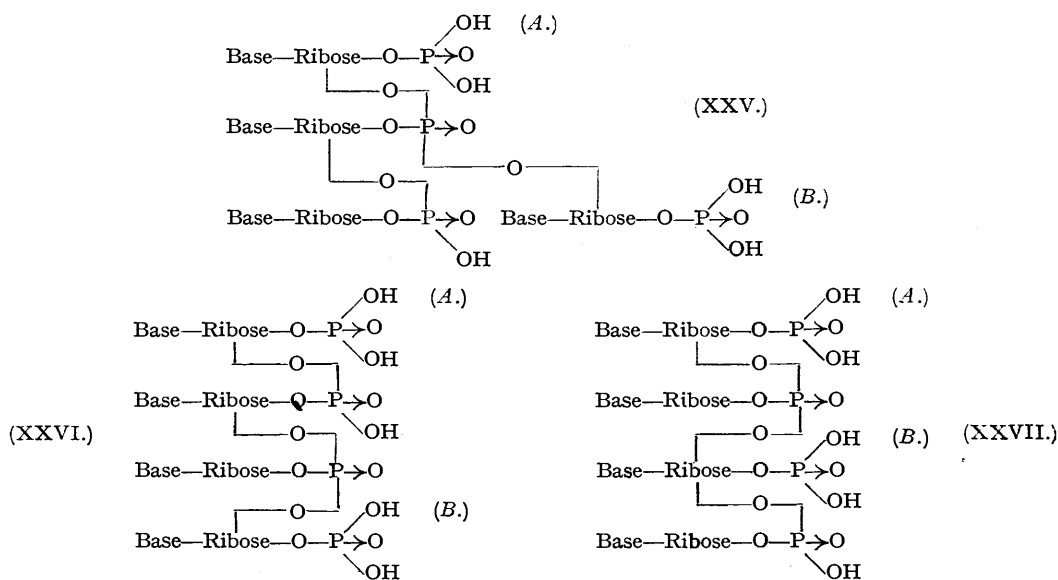 OH (A.)
Base—Ribose—O—P→O
OH
O
(XXV.)
Base—Ribose—O—P→O
O
O
OH
Base—Ribose—O—P→O Base—Ribose—O—P→O (B.)
OH OH
OH (A.) OH (A.)
Base—Ribose—O—P→O Base—Ribose—O—P→O
OH OH
O O
Base—Ribose—O—P→O Base—Ribose—O—P→O
OH
(XXVI.) O O OH (B.) (XXVII.)
Base—Ribose—O—P→O Base—Ribose—O—P→O
OH
O OH (B.) O
Base—Ribose—O—P→O Base—Ribose—O—P→O
OH OH